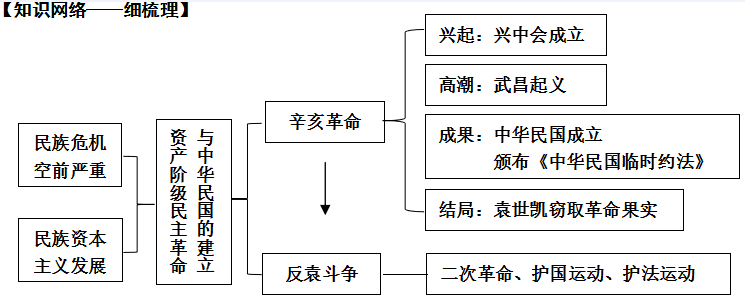 【知识网络——细梳理】
民族危机
空前严重
民族资本
主义发展
资产阶级民主革命
与中华民国的建立
辛亥革命
反袁斗争
兴起：兴中会成立
高潮：武昌起义
成果：中华民国成立
颁布《中华民国临时约法》
结局：袁世凯窃取革命果实
二次革命、护国运动、护法运动